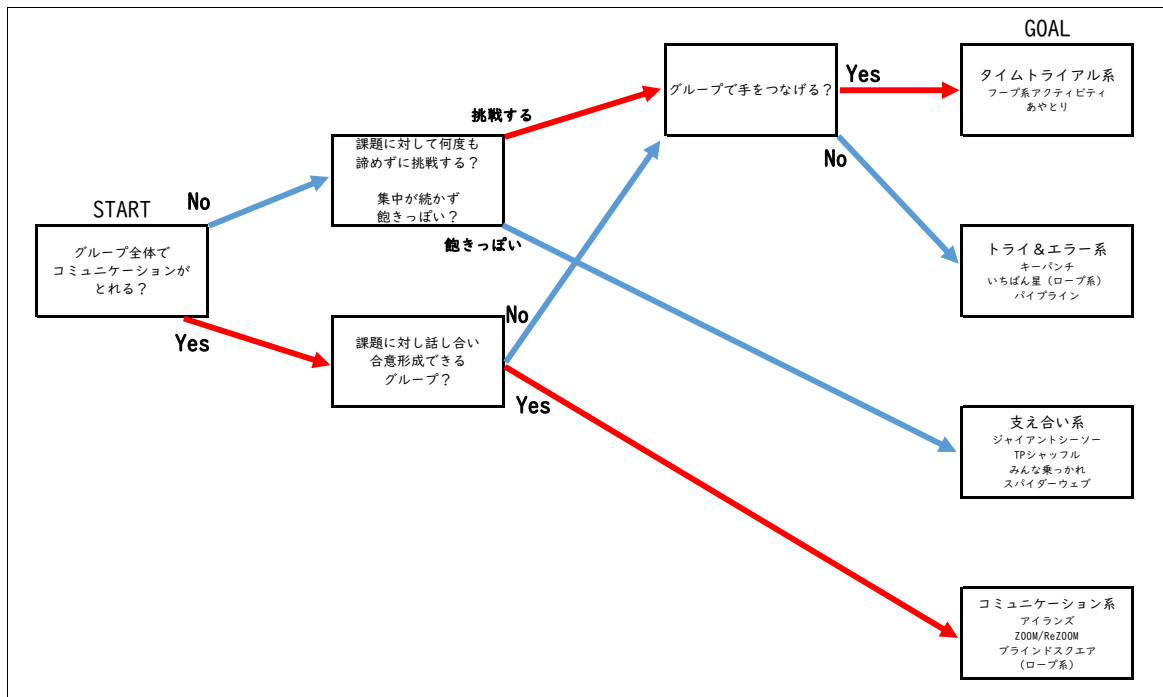 START
グループ全体で
コミュニケーションが
とれる？
No
Yes
課題に対して何度も
諦めずに挑戦する？
集中が続かず
飽きっぽい？
挑戦する
飽きっぽい
課題に対し話し合い
合意形成できる
グループ？
No
Yes
グループで手をつなげる？
Yes
No
GOAL
タイムトライアル系
フープ系アクティビティ
あやとり
トライ＆エラー系
キーパンチ
いちばん星（ロープ系）
パイプライン
支え合い系
ジャイアントシーソー
TPシャッフル
みんな乗っかれ
スパイダーウェブ
コミュニケーション系
アイランズ
ZOOM/ReZOOM
ブラインドスクエア
（ロープ系）